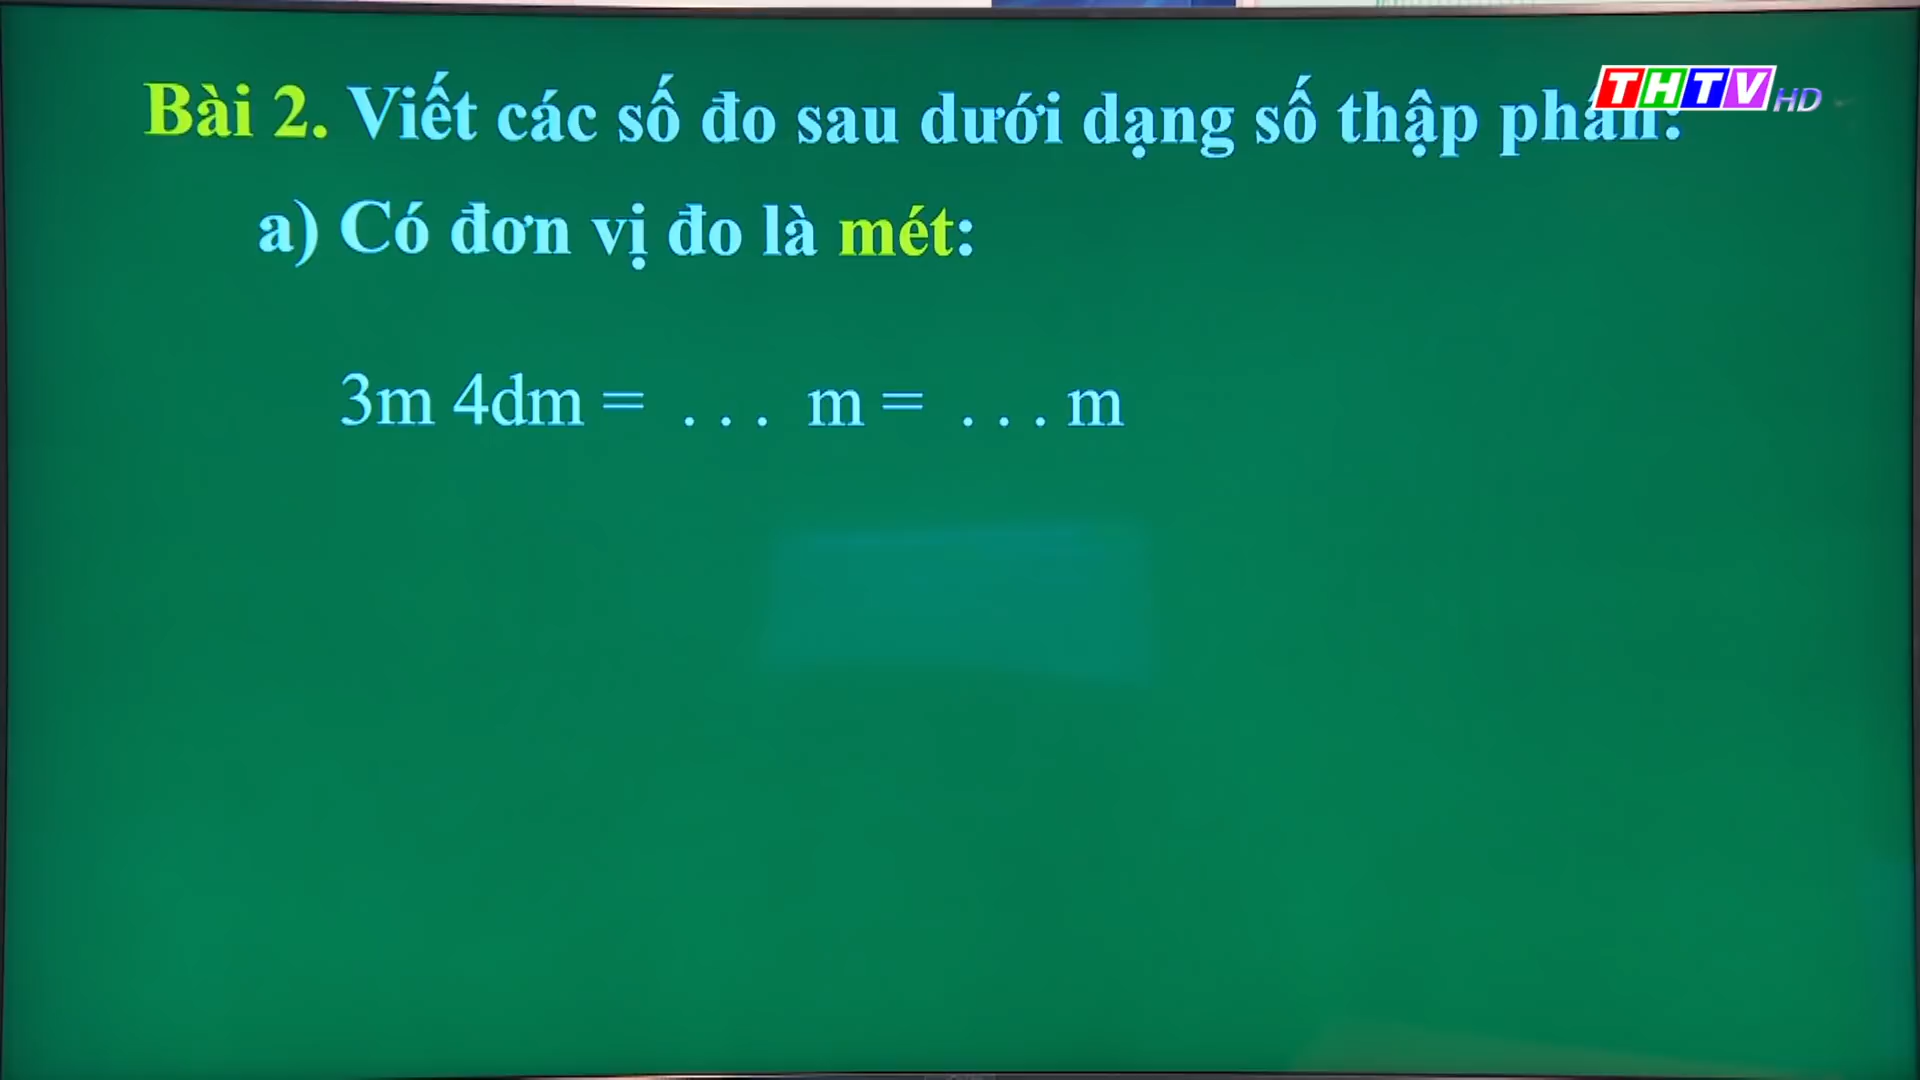 THTV HD
Bài 2. Viết các số đo sau dưới dạng số thập phân:
a) Có đơn vị đo là mét:
3m 4dm = . . . m = . . . m